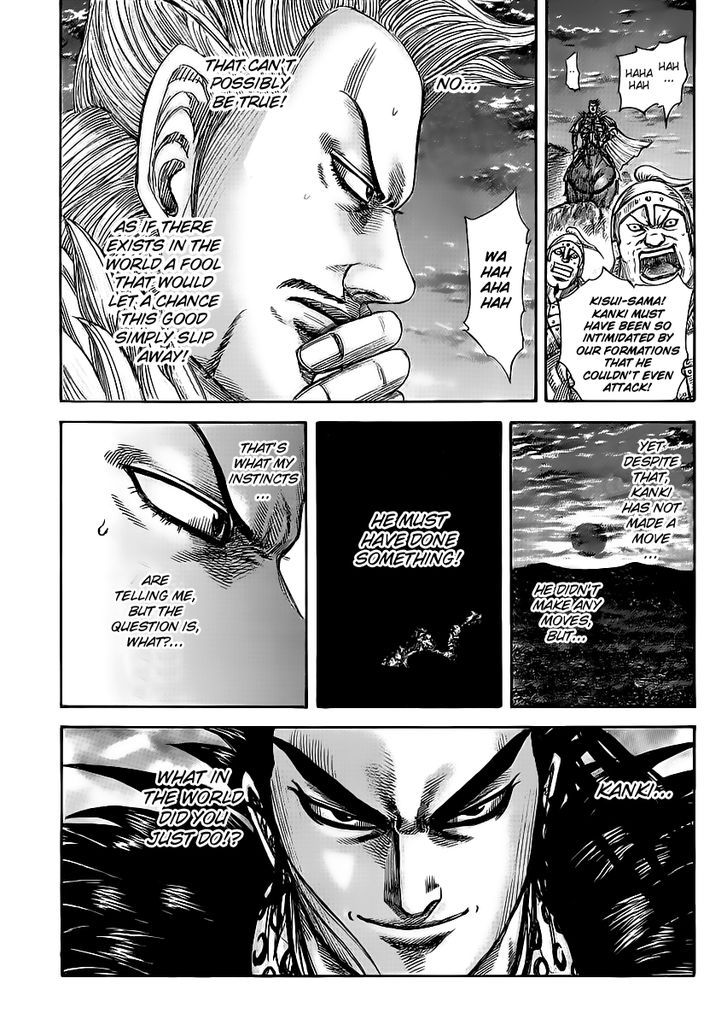 HAH
...
HAHA
HAH
...
KISUI-SAMA!
KANKI MUST
HAVE BEEN SO
INTIMIDATED BY
OUR FORMATIONS
THAT HE
COULDN'T EVEN
ATTACK!
NO...
THAT CAN'T
POSSIBLY
BE TRUE!
WA
HAH
AHA
HAH
AS IF THERE
EXISTS IN THE
WORLD A FOOL
THAT WOULD
LET A CHANCE
THIS GOOD
SIMPLY SLIP
AWAY!
YET
DESPITE
THAT,
KANKI
HAS NOT
MADE A
MOVE
...
HE DIDN'T
MAKE ANY
MOVES,
BUT...
HE MUST
HAVE DONE
SOMETHING!
THAT'S
WHAT MY
INSTINCTS
...
ARE
TELLING ME,
BUT THE
QUESTION IS,
WHAT?...
KANKI...
WHAT IN
THE WORLD
DID YOU
JUST DO!?